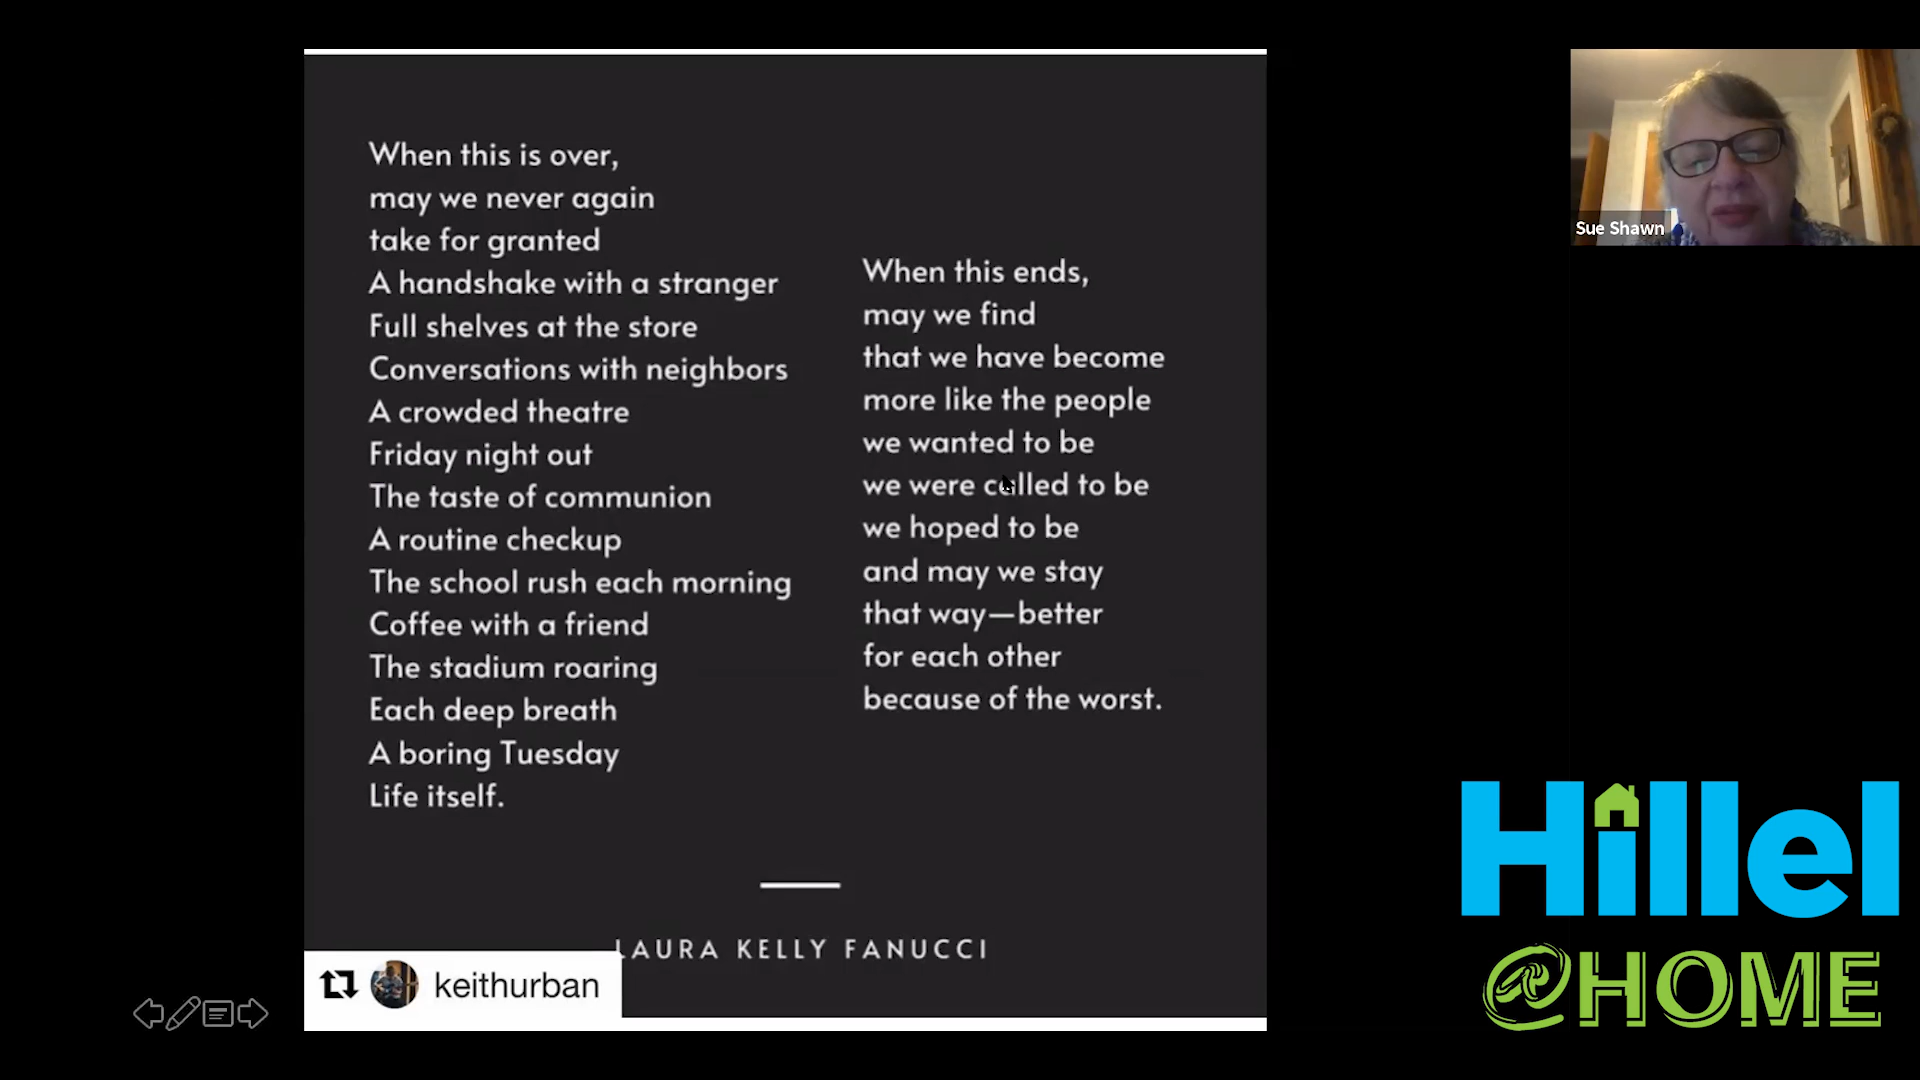 When this is over,
may we never again
take for granted
A handshake with a stranger
Full shelves at the store
Conversations with neighbors
A crowded theatre
Friday night out
The taste of communion
A routine checkup
The school rush each morning
Coffee with a friend
The stadium roaring
Each deep breath
A boring Tuesday
Life itself.
When this ends,
may we find
that we have become
more like the people
we wanted to be
we were called to be
we hoped to be
and may we stay
that way—better
for each other
because of the worst.
LAURA KELLY FANUCCI
keithurban
Sue Shawn
Hillel
@HOME